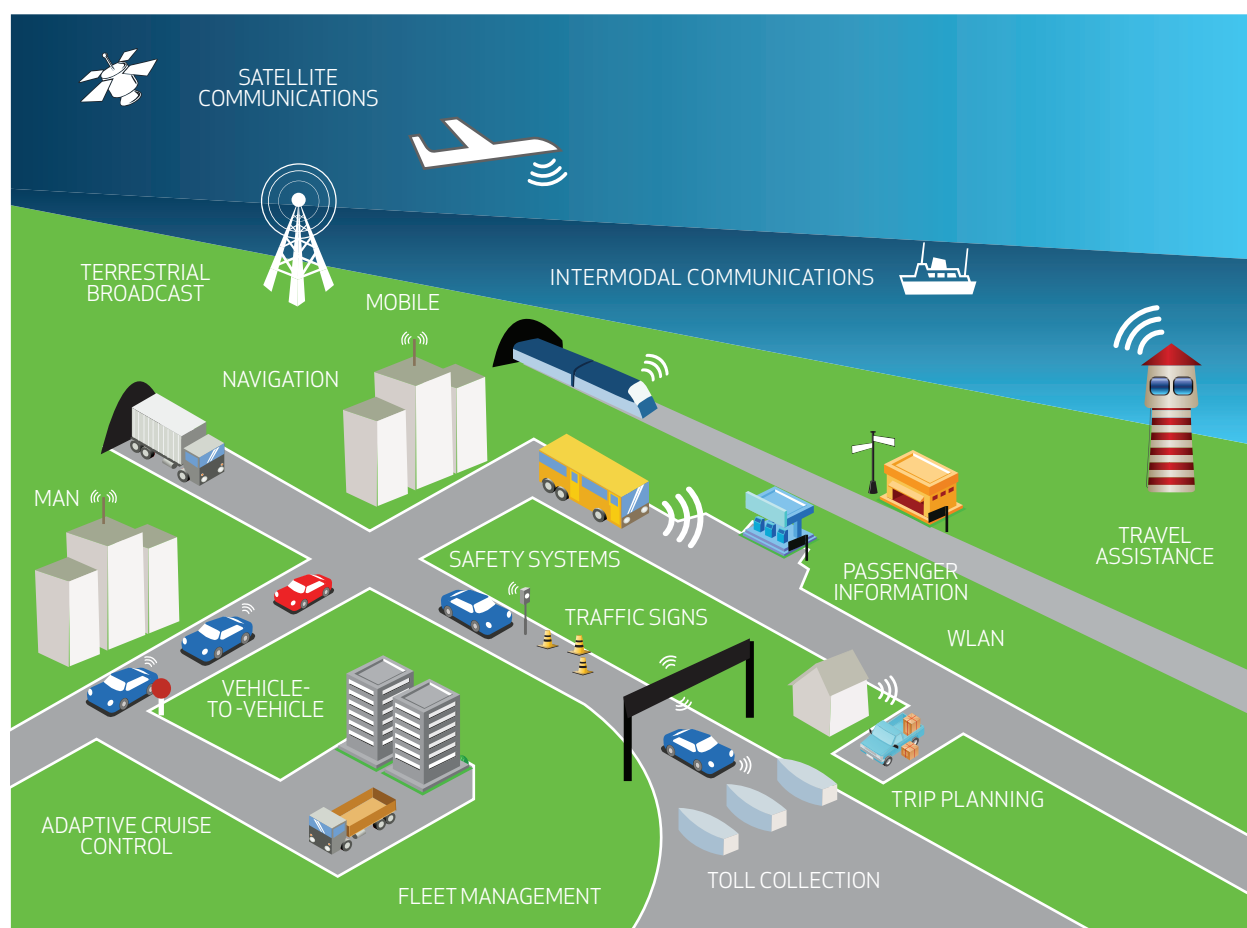 SATELLITE
COMMUNICATIONS
TERRESTRIAL
BROADCAST
INTERMODAL COMMUNICATIONS
MOBILE
NAVIGATION
MAN
TRAVEL
ASSISTANCE
SAFETY SYSTEMS
PASSENGER
INFORMATION
TRAFFIC SIGNS
WLAN
VEHICLE-
TO-VEHICLE
TRIP PLANNING
ADAPTIVE CRUISE
CONTROL
TOLL COLLECTION
FLEET MANAGEMENT